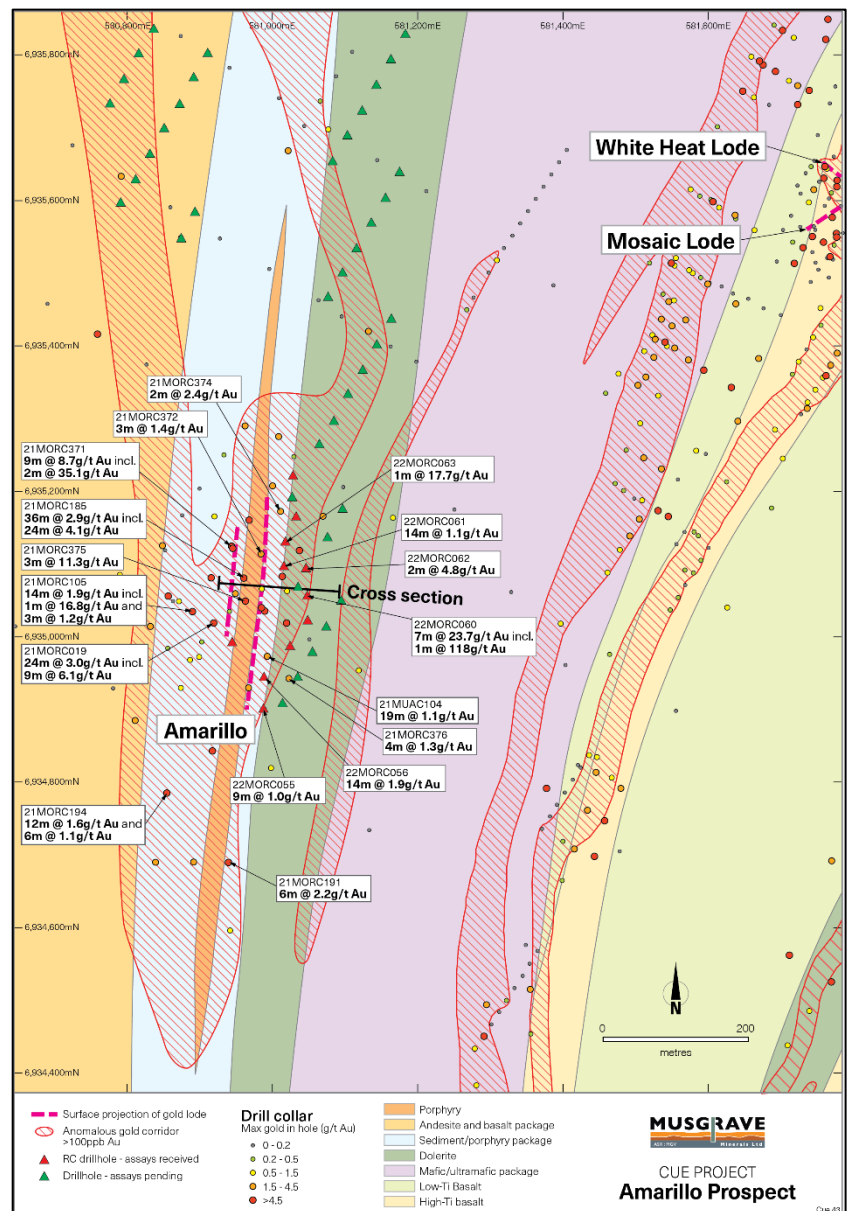 580,800mE
581,000mE
581,200mE
581,400mE
581,600mE
6,935,800mN
6,935,600mN
6,935,400mN
6,935,200mN
6,935,000mN
6,934,800mN
6,934,600mN
6,934,400mN
White Heat Lode
Mosaic Lode
21MORC374
2m @ 2.4g/t Au
21MORC372
3m @ 1.4g/t Au
21MORC371
9m @ 8.7g/t Au incl.
2m @ 35.1g/t Au
21MORC185
36m @ 2.9g/t Au incl.
24m @ 4.1g/t Au
21MORC375
3m @ 11.3g/t Au
21MORC105
14m @ 1.9g/t Au incl.
1m @ 16.8g/t Au and
3m @ 1.2g/t Au
21MORC019
24m @ 3.0g/t Au incl.
9m @ 6.1g/t Au
22MORC063
1m @ 17.7g/t Au
22MORC061
14m @ 1.1g/t Au
22MORC062
2m @ 4.8g/t Au
Cross section
22MORC060
7m @ 23.7g/t Au incl.
1m @ 118g/t Au
21MUAC104
19m @ 1.1g/t Au
21MORC376
4m @ 1.3g/t Au
Amarillo
22MORC055
9m @ 1.0g/t Au
22MORC056
14m @ 1.9g/t Au
21MORC194
12m @ 1.6g/t Au and
6m @ 1.1g/t Au
21MORC191
6m @ 2.2g/t Au
N
0 200
metres
Surface projection of gold lode
Anomalous gold corridor
>100ppb Au
RC drillhole - assays received
Drillhole - assays pending
Drill collar
Max gold in hole (g/t Au)
0 - 0.2
0.2 - 0.5
0.5 - 1.5
1.5 - 4.5
>4.5
Porphyry
Andesite and basalt package
Sediment/porphyry package
Dolerite
Mafic/ultramafic package
Low-Ti Basalt
High-Ti basalt
MUSGRAVE
Minerals Ltd
CUE PROJECT
Amarillo Prospect